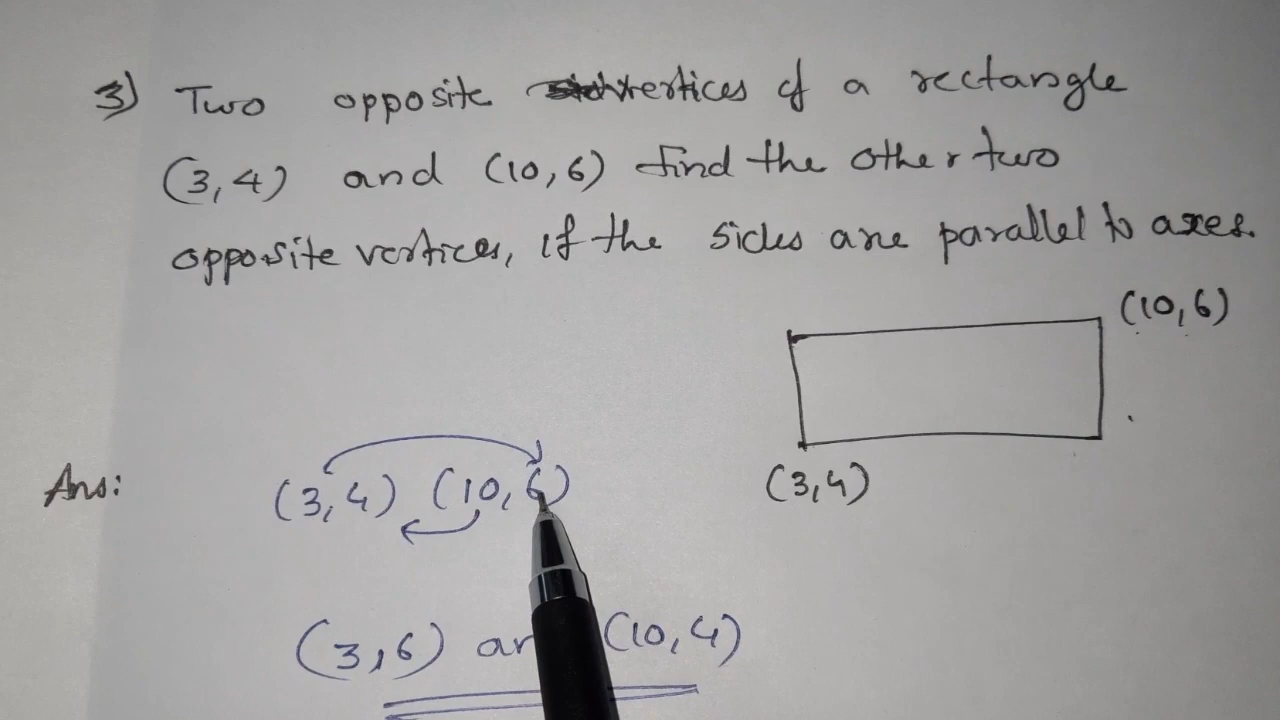 3) Two opposite vertices of a rectangle
(3,4) and (10,6) find the other two
opposite vertices, if the sides are parallel to axes.
(10,6)
(3,4)
Ans: (3,4) (10,6)
(3,6) (10,4)